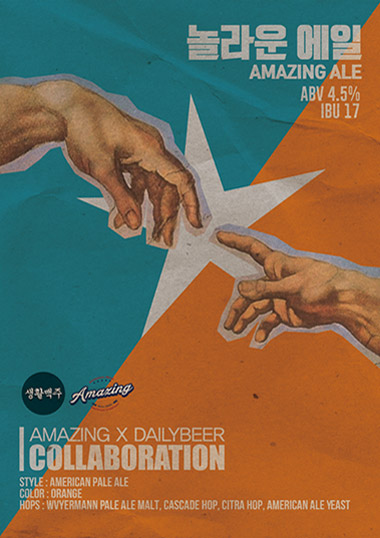 놀라운 에일
AMAZING ALE
ABV 4.5%
IBU 17
생활맥주
Amazing
AMAZING X DAILYBEER
COLLABORATION
STYLE : AMERICAN PALE ALE
COLOR : ORANGE
HOPS : WVYERMANN PALE ALE MALT, CASCADE HOP, CITRA HOP, AMERICAN ALE YEAST